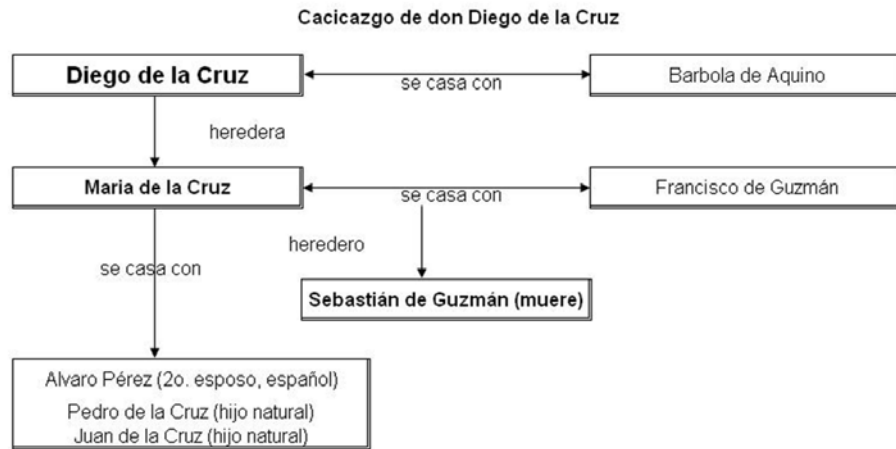 Cacicazgo de don Diego de la Cruz
Diego de la Cruz
se casa con
Barbola de Aquino
heredera
Maria de la Cruz
se casa con
Francisco de Guzmán
heredero
se casa con
Sebastián de Guzmán (muere)
Alvaro Pérez (2o. esposo, español)
Pedro de la Cruz (hijo natural)
Juan de la Cruz (hijo natural)